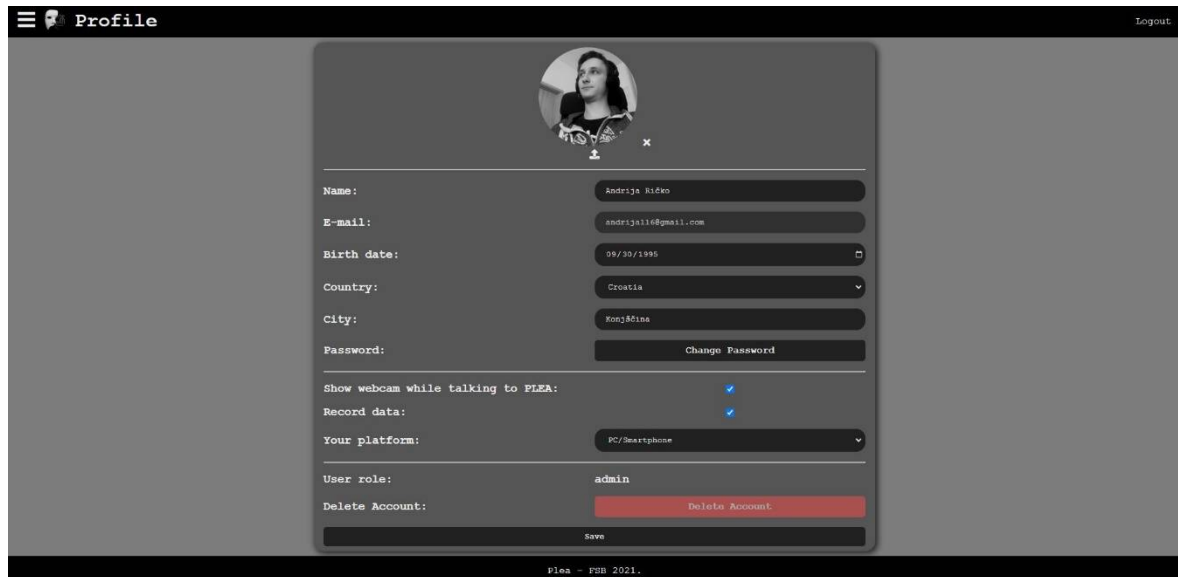 Profile
Logout
Name: Andrija Ričko
E-mail: andrija116@gmail.com
Birth date: 09/30/1995
Country: Croatia
City: Konjščina
Password: Change Password
Show webcam while talking to PLEA:
Record data:
Your platform: PC/Smartphone
User role: admin
Delete Account: Delete Account
Save
Plea - FSB 2021.